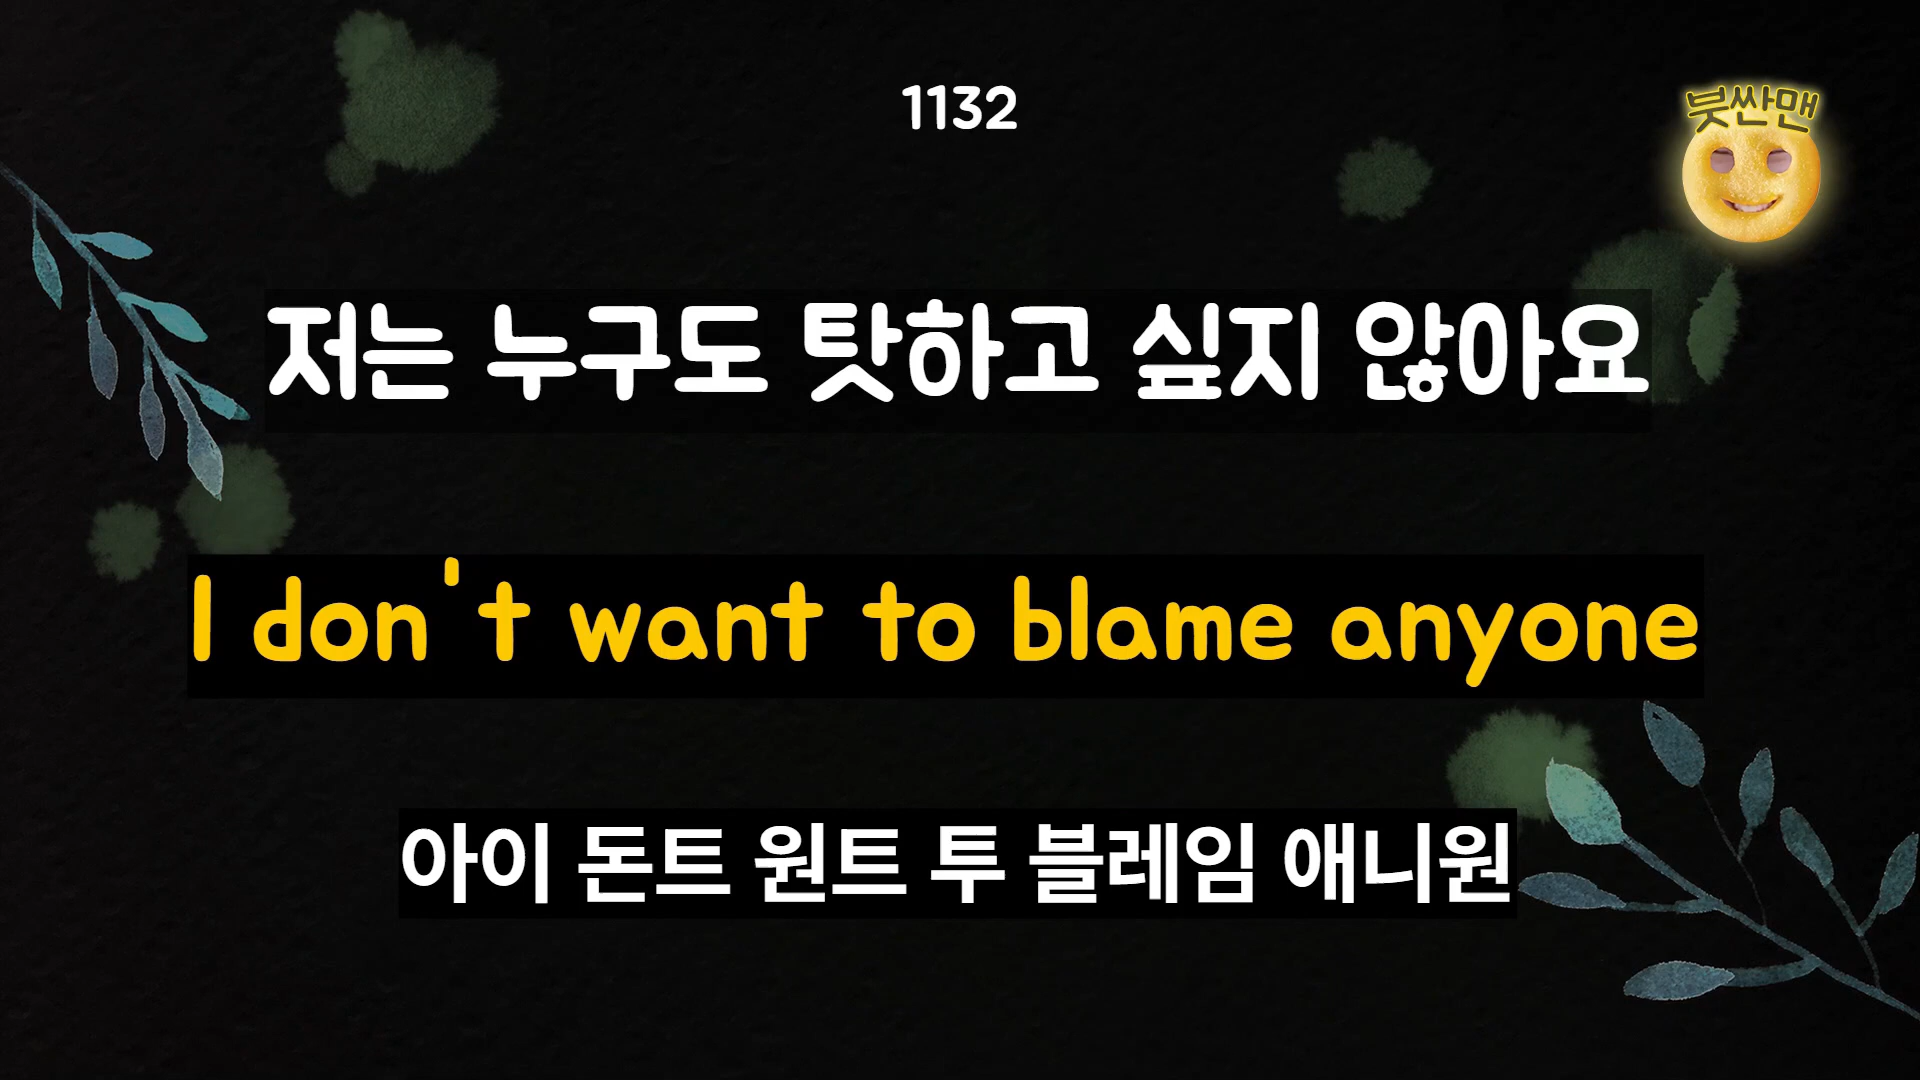 1132
붓싼맨
저는 누구도 탓하고 싶지 않아요
I don't want to blame anyone
아이 돈트 원트 투 블레임 애니원